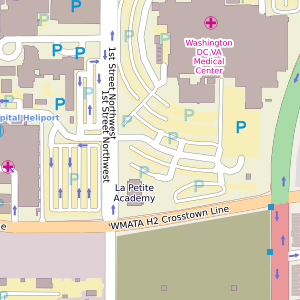 P
P
P
P
Washington
DC VA
Medical
Center
1st Street Northwest
1st Street Northwest
P
P
P
P
P
pital Heliport
P
P
P
P
P
La Petite
Academy
WMATA H2 Crosstown Line
e